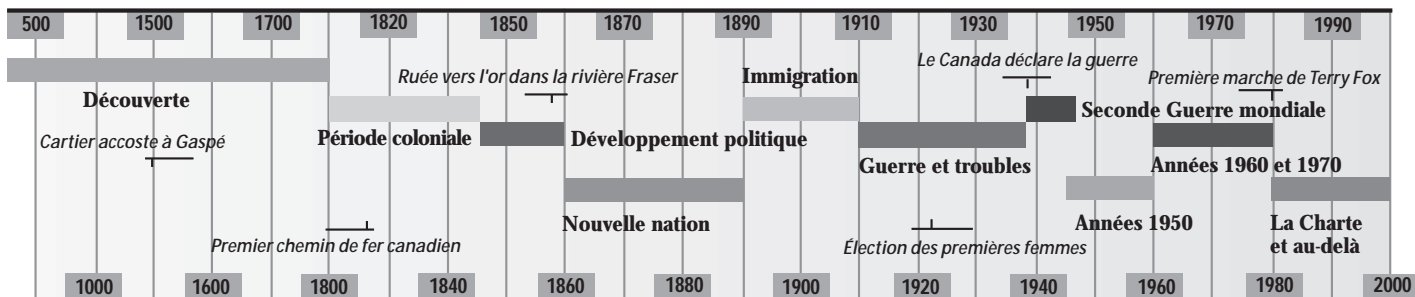 500 1500 1700 1820 1850 1870 1890 1910 1930 1950 1970 1990
Le Canada déclare la guerre
Ruée vers l'or dans la rivière Fraser
Immigration
Première marche de Terry Fox
Découverte
Seconde Guerre mondiale
Cartier accoste à Gaspé
Période coloniale
Développement politique
Guerre et troubles
Années 1960 et 1970
Nouvelle nation
Années 1950
La Charte
et au-delà
Premier chemin de fer canadien
Élection des premières femmes
1000 1600 1800 1840 1860 1880 1900 1920 1940 1960 1980 2000